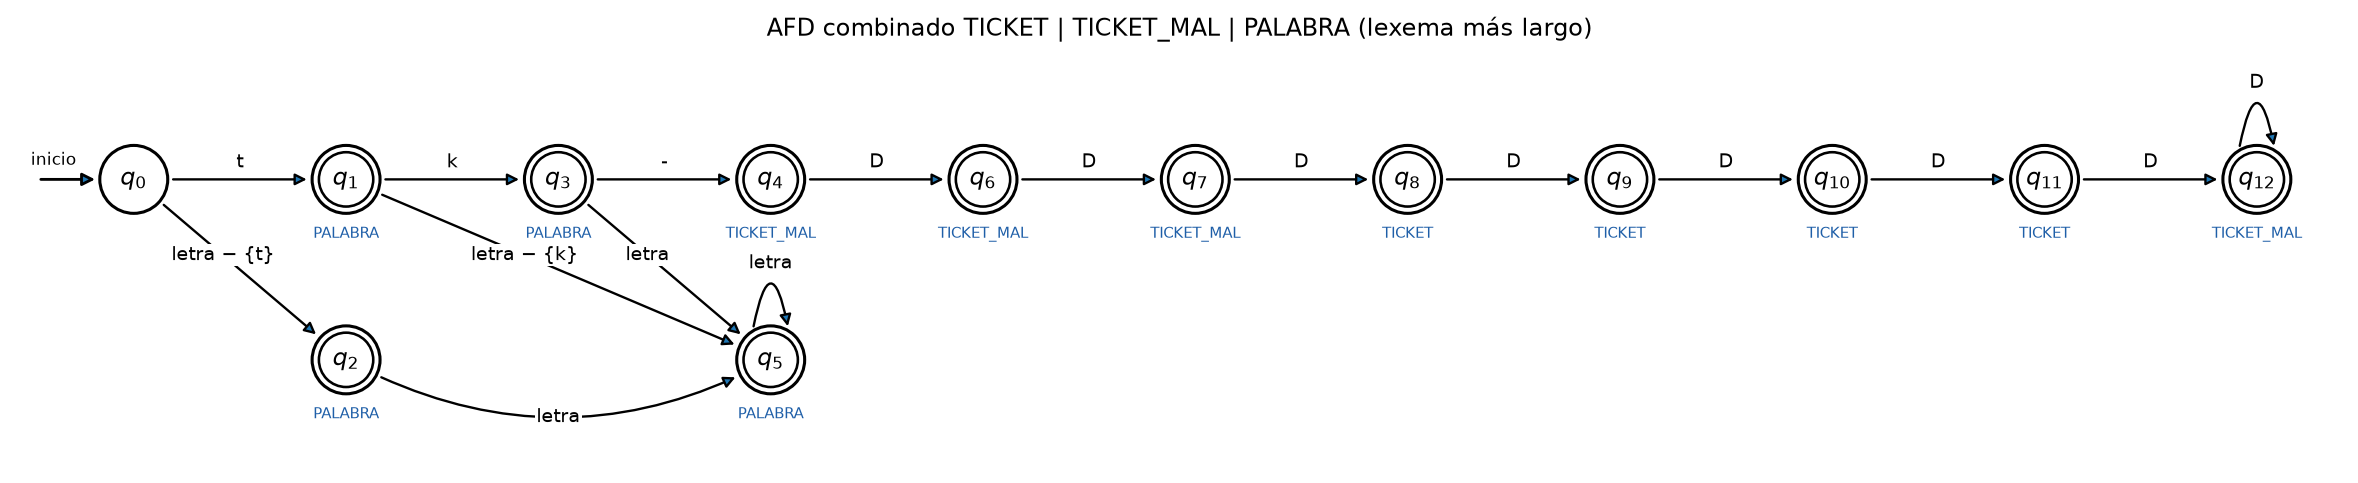 AFD combinado TICKET | TICKET_MAL | PALABRA (lexema más largo)
D
inicio t k - D D D D D D D
q0 q1 q3 q4 q6 q7 q8 q9 q10 q11 q12
PALABRA PALABRA TICKET_MAL TICKET_MAL TICKET_MAL TICKET TICKET TICKET TICKET TICKET_MAL
letra − {t} letra − {k} letra
letra
q2 q5
PALABRA PALABRA
letra